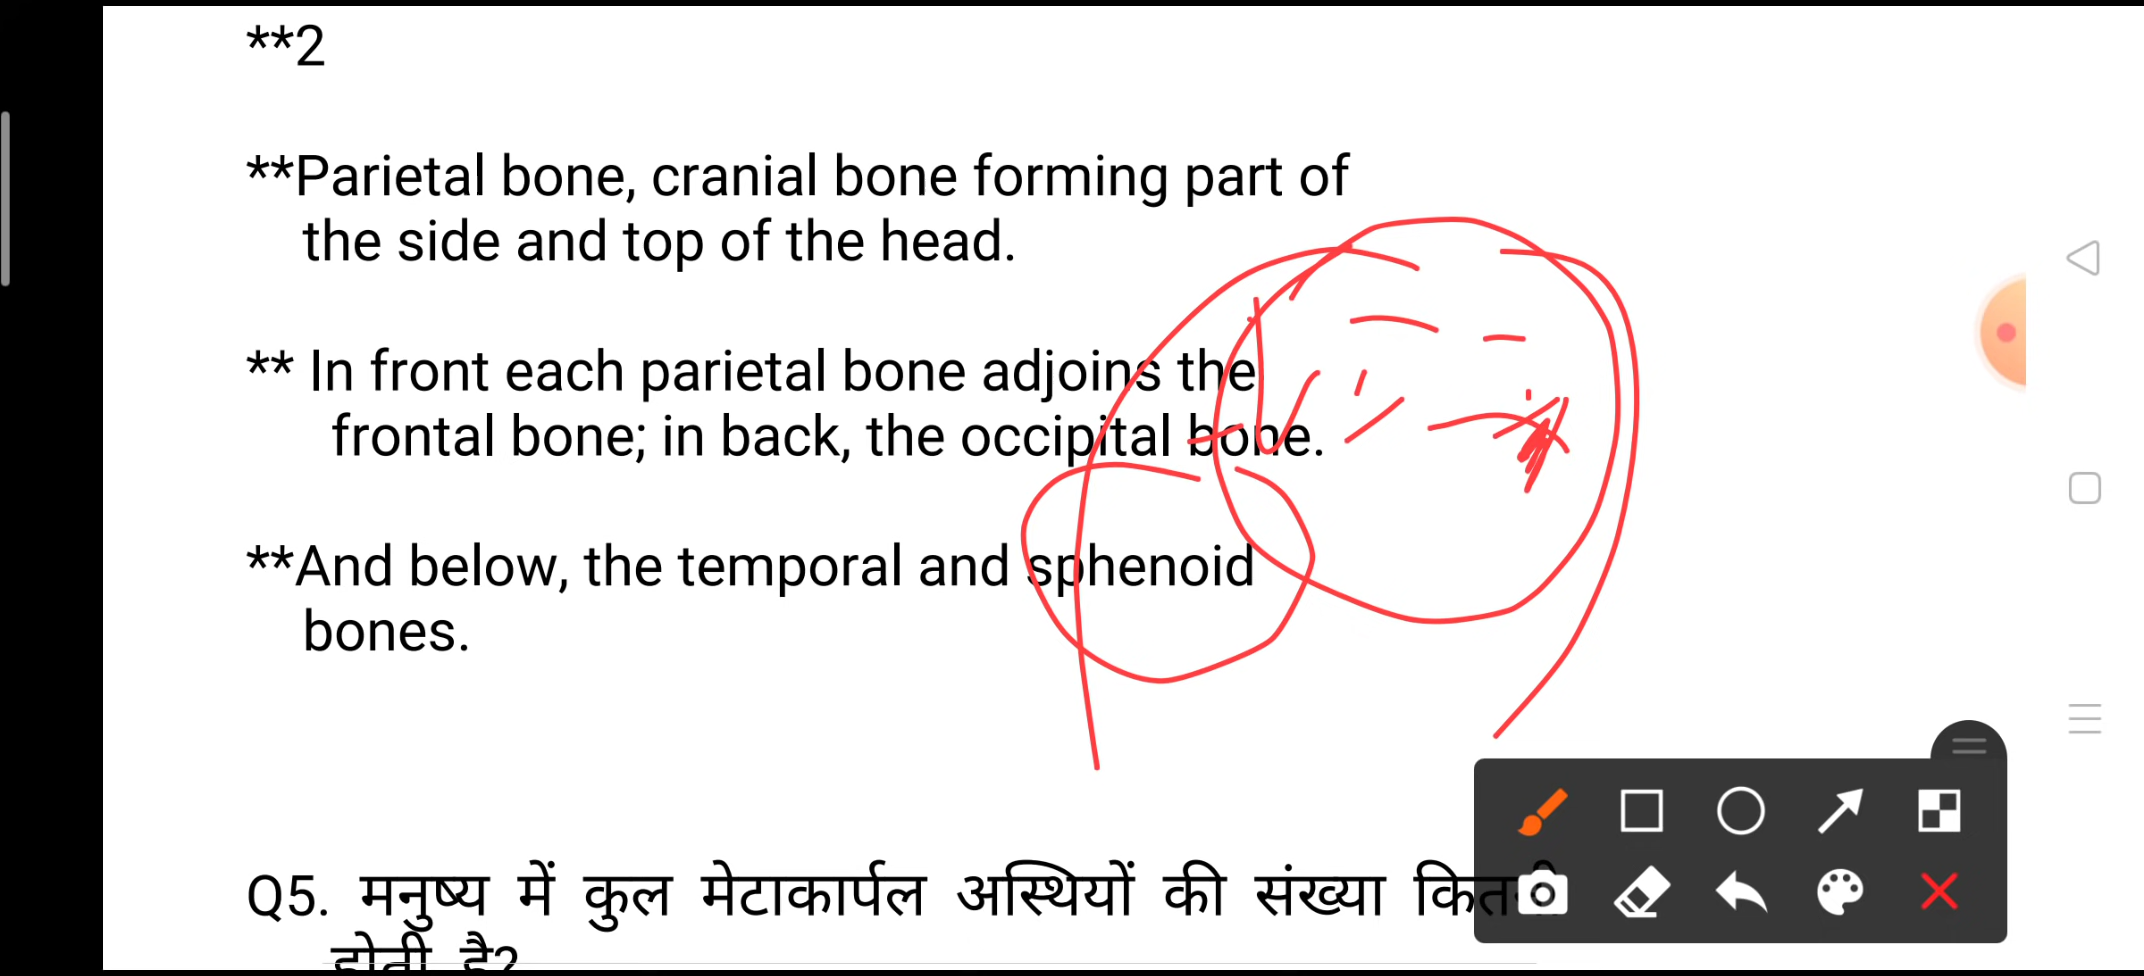 **2
**Parietal bone, cranial bone forming part of
the side and top of the head.
** In front each parietal bone adjoins the
frontal bone; in back, the occipital bone.
**And below, the temporal and sphenoid
bones.
Q5. मनुष्य में कुल मेटाकार्पल अस्थियों की संख्या
होती है?